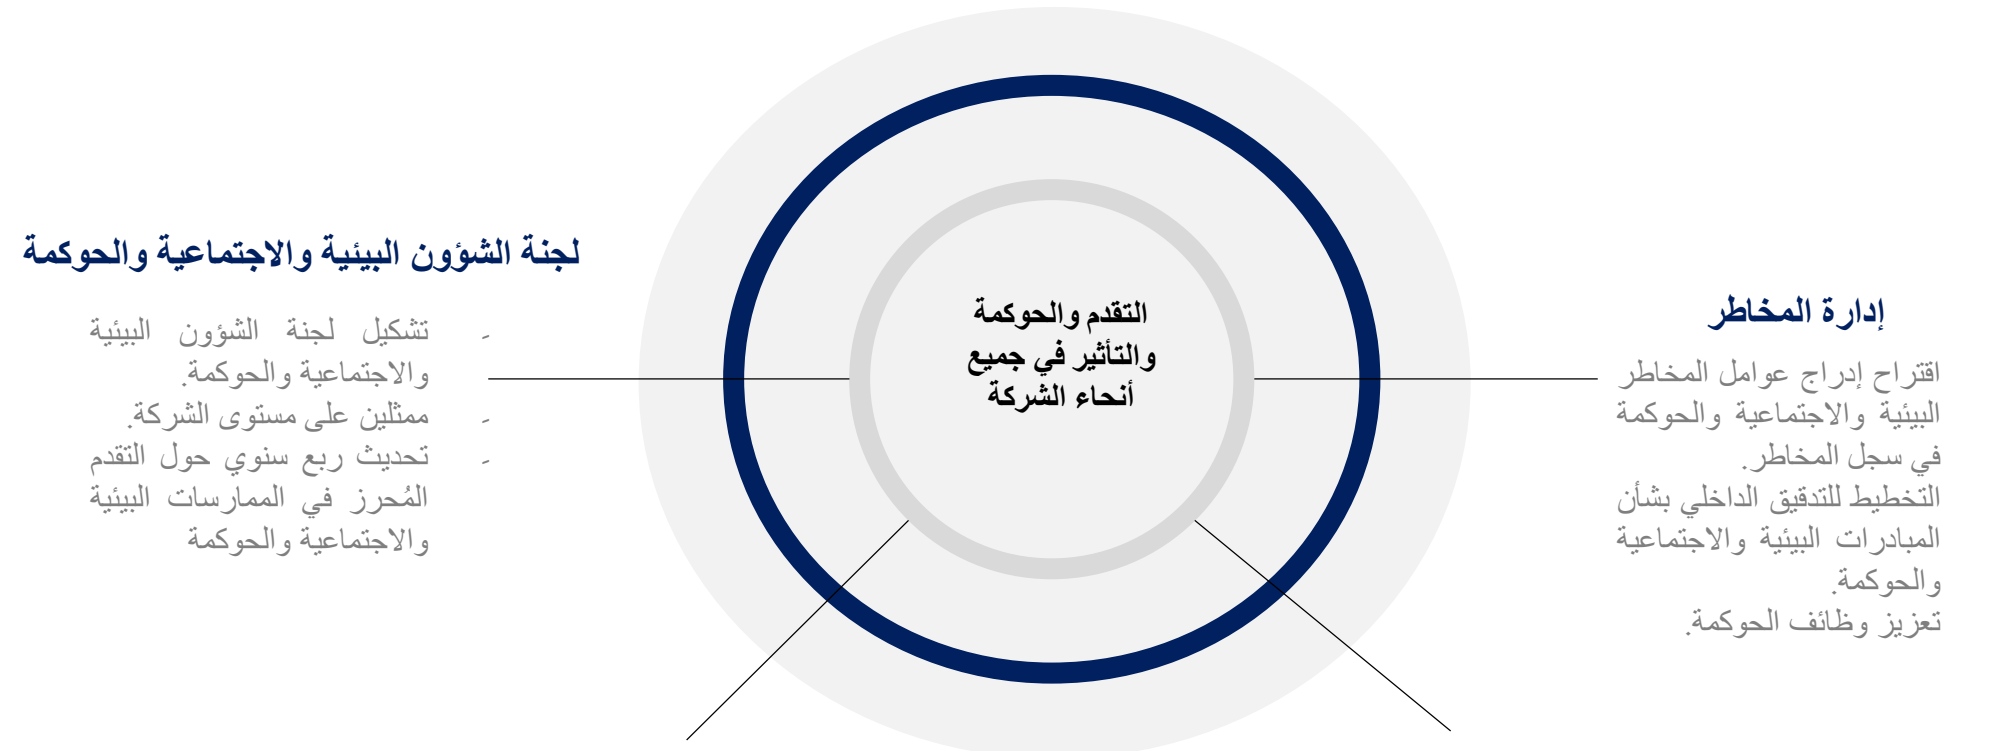 لجنة الشؤون البيئية والاجتماعية والحوكمة
- تشكيل لجنة الشؤون البيئية
والاجتماعية والحوكمة.
- ممثلين على مستوى الشركة.
- تحديث ربع سنوي حول التقدم
المُحرز في الممارسات البيئية
والاجتماعية والحوكمة
التقدم والحوكمة
والتأثير في جميع
أنحاء الشركة
إدارة المخاطر
اقتراح إدراج عوامل المخاطر
البيئية والاجتماعية والحوكمة
في سجل المخاطر.
التخطيط للتدقيق الداخلي بشأن
المبادرات البيئية والاجتماعية
والحوكمة.
تعزيز وظائف الحوكمة.